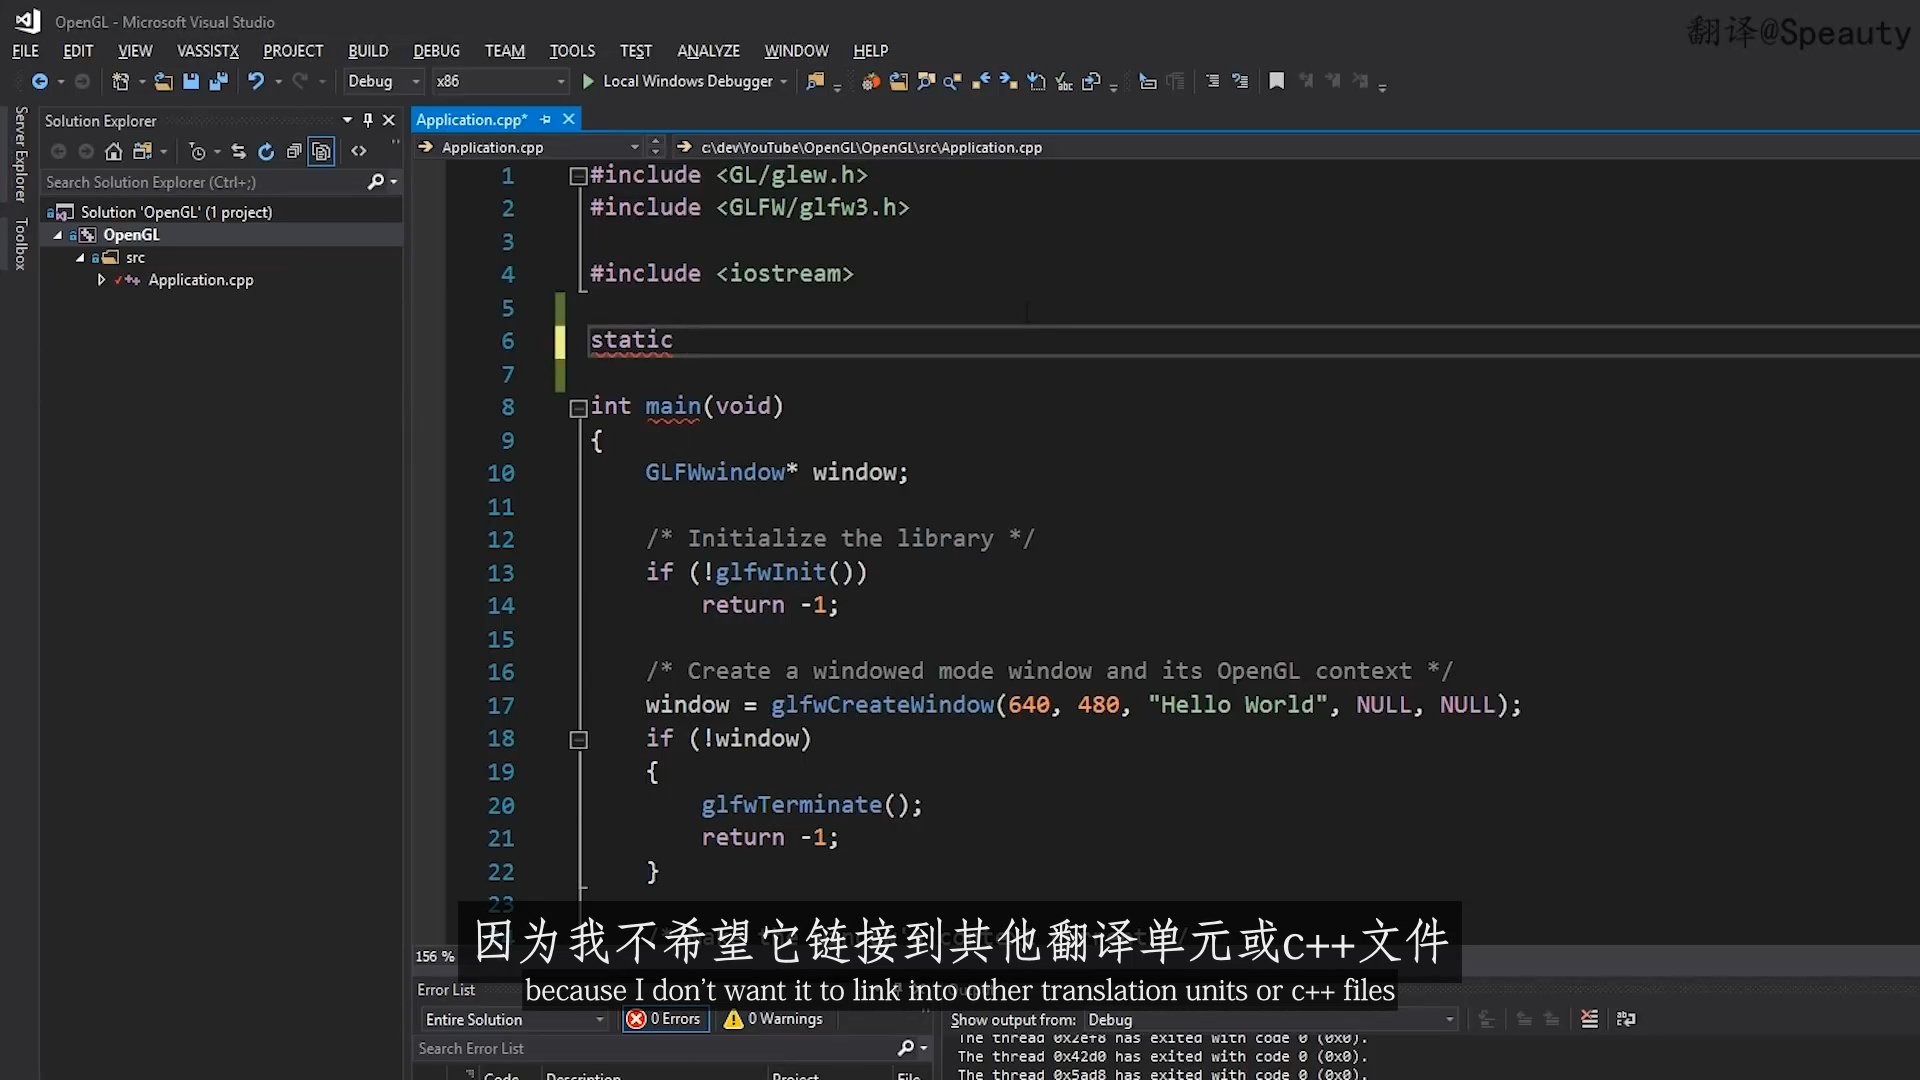 OpenGL - Microsoft Visual Studio
翻译@Speauty
FILE EDIT VIEW VASSISTX PROJECT BUILD DEBUG TEAM TOOLS TEST ANALYZE WINDOW HELP
Debug x86 Local Windows Debugger
Server Explorer
Toolbox
Solution Explorer
Search Solution Explorer (Ctrl+;)
Solution 'OpenGL' (1 project)
OpenGL
src
Application.cpp
Application.cpp*
Application.cpp c:\dev\YouTube\OpenGL\OpenGL\src\Application.cpp
1 #include <GL/glew.h>
2 #include <GLFW/glfw3.h>
3
4 #include <iostream>
5
6 static
7
8 int main(void)
9 {
10 GLFWwindow* window;
11
12 /* Initialize the library */
13 if (!glfwInit())
14 return -1;
15
16 /* Create a windowed mode window and its OpenGL context */
17 window = glfwCreateWindow(640, 480, "Hello World", NULL, NULL);
18 if (!window)
19 {
20 glfwTerminate();
21 return -1;
22 }
23
因为我不希望它链接到其他翻译单元或c++文件
156 %
because I don't want it to link into other translation units or c++ files
Error List
Entire Solution 0 Errors 0 Warnings
Search Error List
Code Description Project File
Show output from: Debug
The thread 0x2ef8 has exited with code 0 (0x0).
The thread 0x42d0 has exited with code 0 (0x0).
The thread 0x5ad8 has exited with code 0 (0x0).